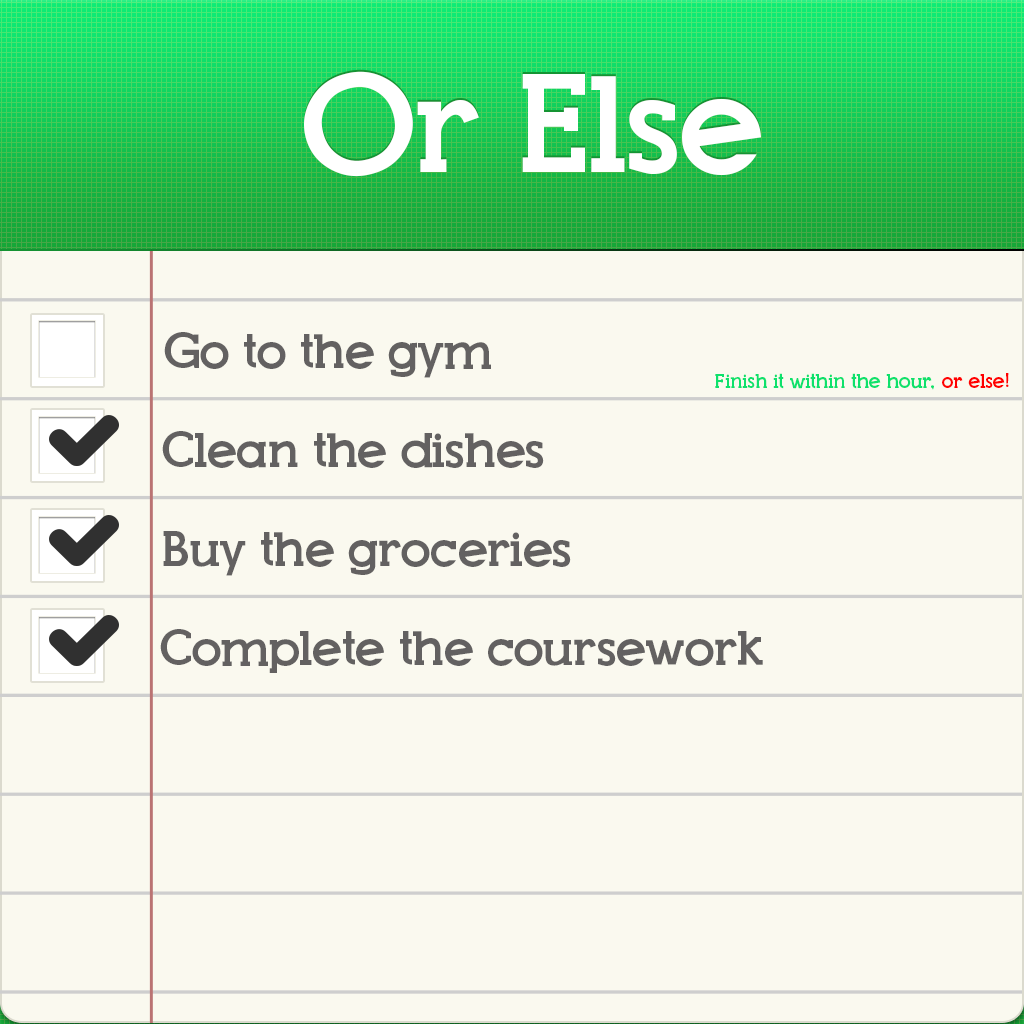 Or Else
Go to the gym
Finish it within the hour, or else!
Clean the dishes
Buy the groceries
Complete the coursework